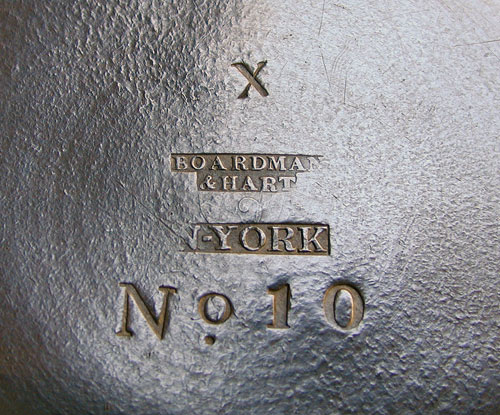 X
BOARDMAN
& HART
N-YORK
No 10